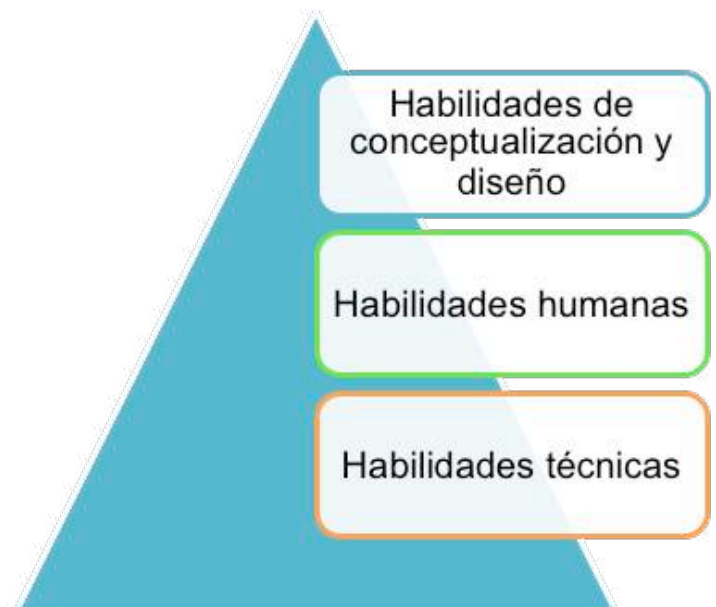 Habilidades de
conceptualización y
diseño
Habilidades humanas
Habilidades técnicas